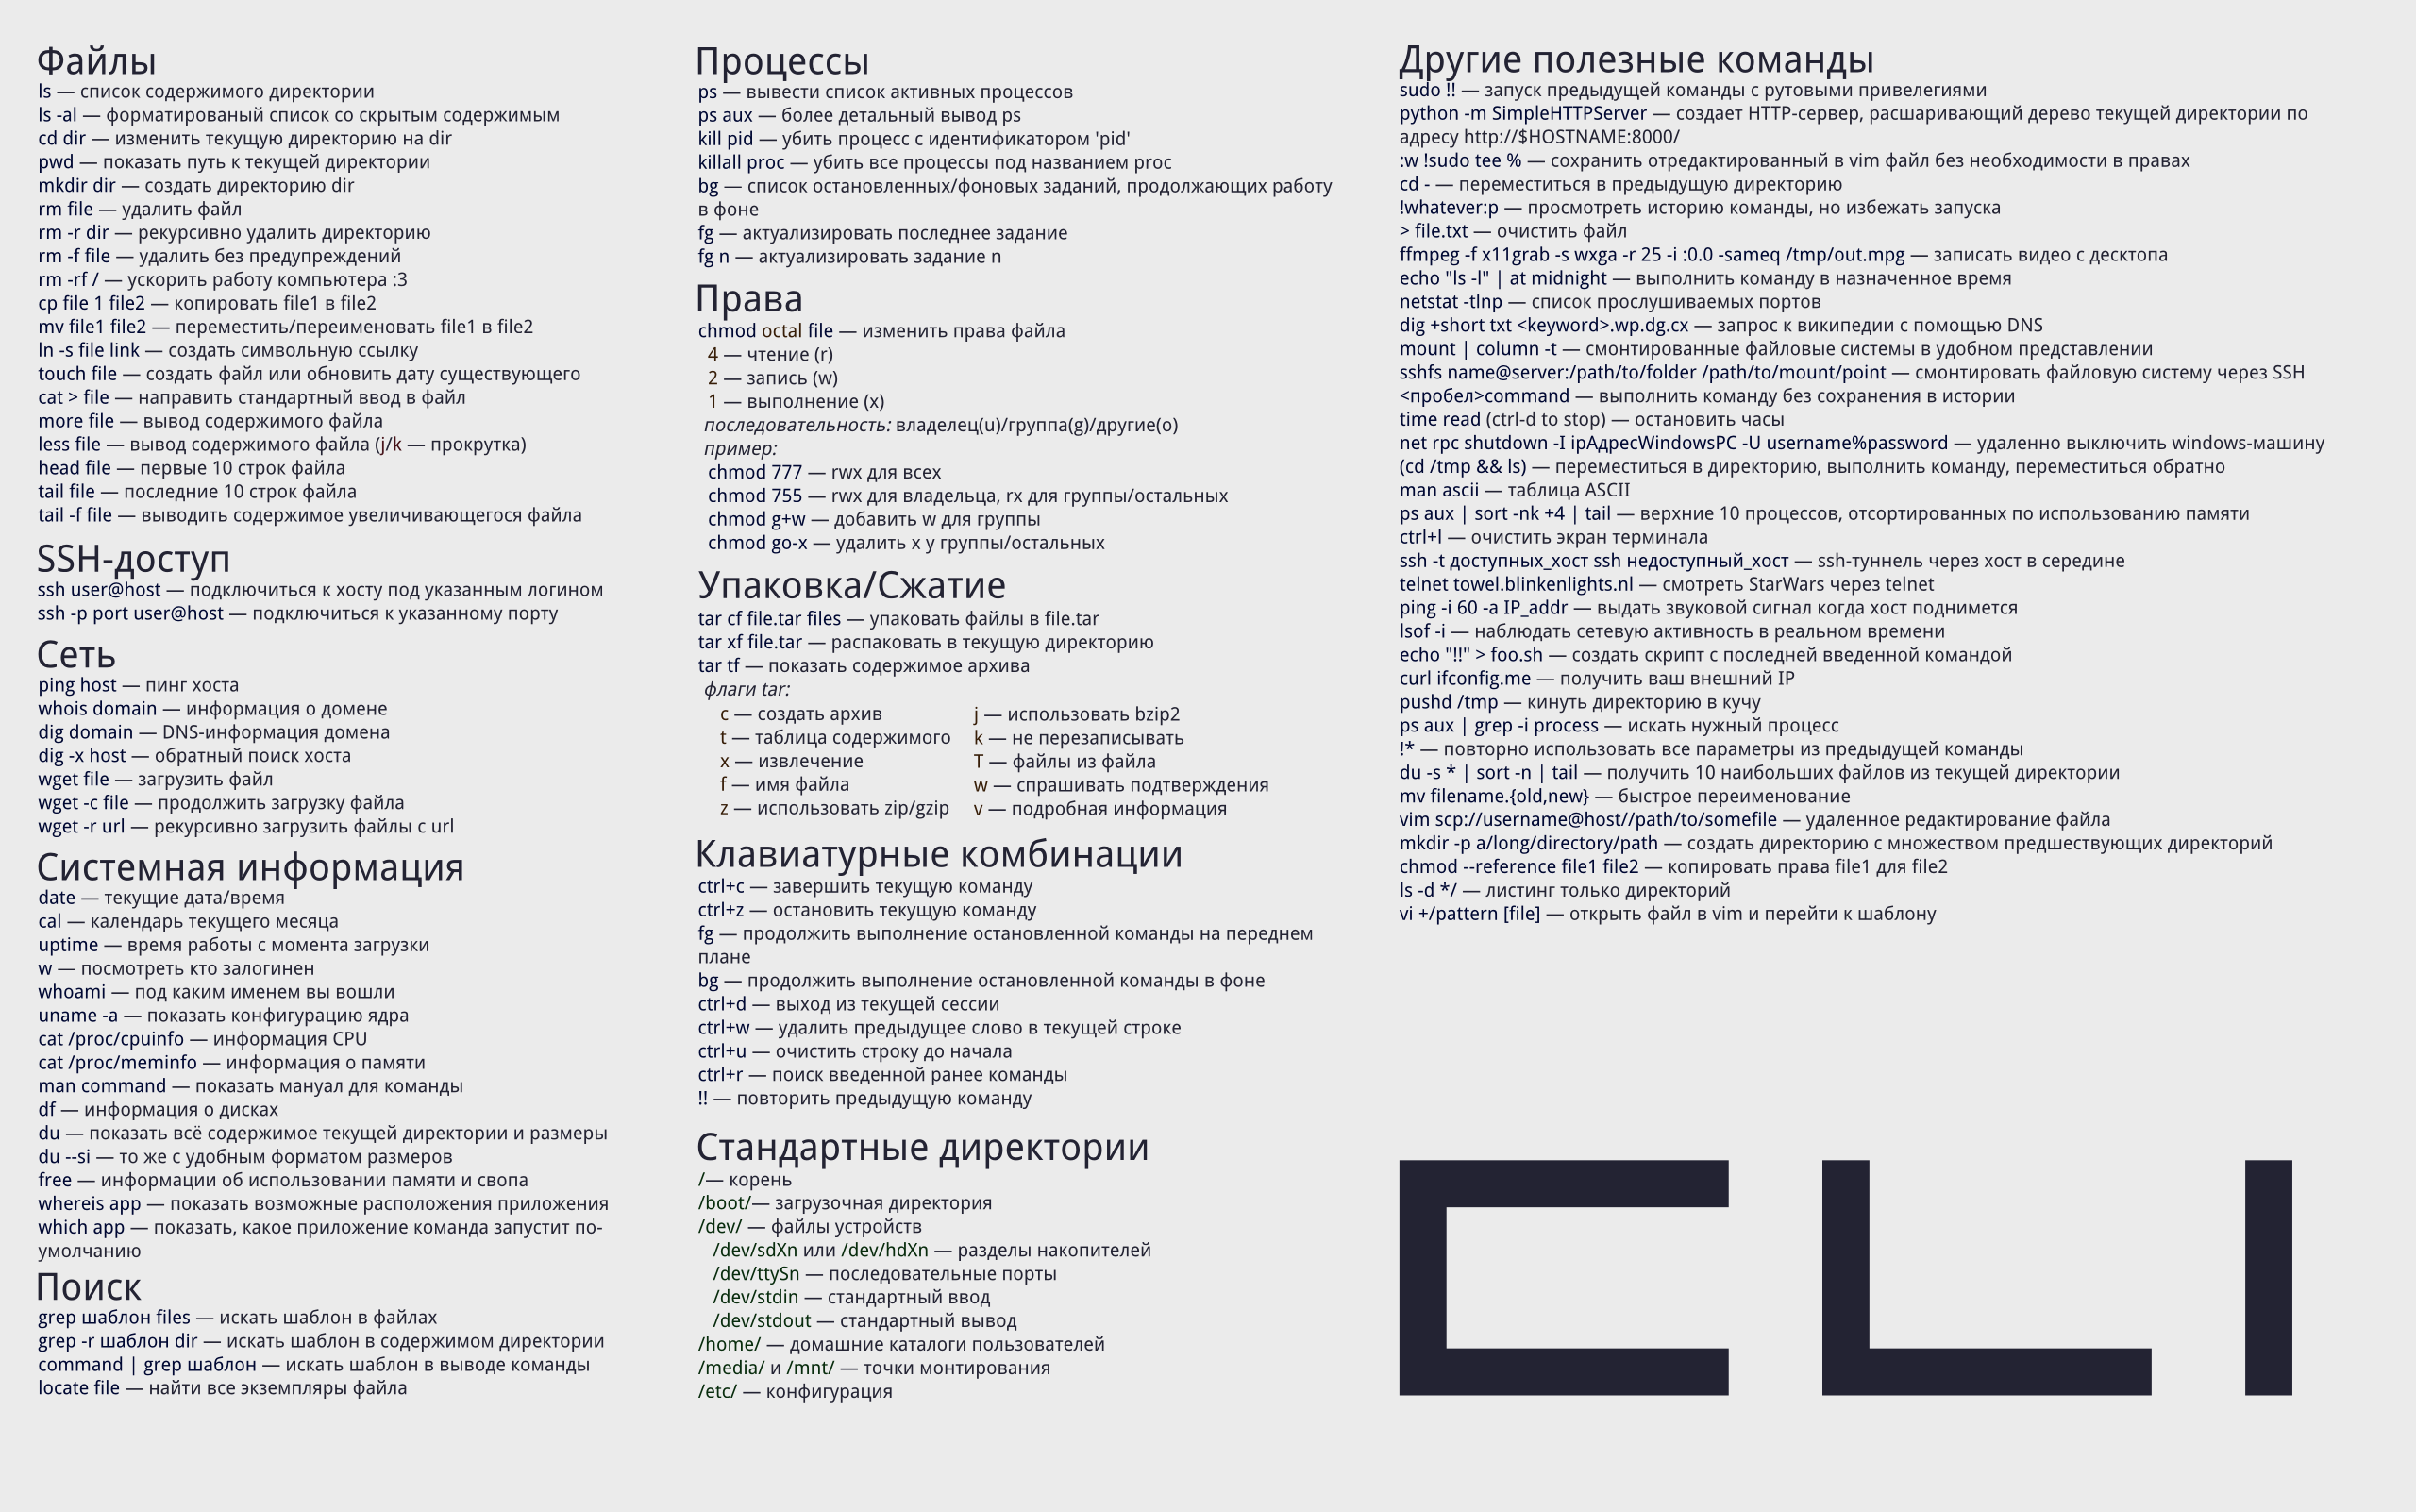 Файлы
ls — список содержимого директории
ls -al — форматированый список со скрытым содержимым
cd dir — изменить текущую директорию на dir
pwd — показать путь к текущей директории
mkdir dir — создать директорию dir
rm file — удалить файл
rm -r dir — рекурсивно удалить директорию
rm -f file — удалить без предупреждений
rm -rf / — ускорить работу компьютера :3
cp file 1 file2 — копировать file1 в file2
mv file1 file2 — переместить/переименовать file1 в file2
ln -s file link — создать символьную ссылку
touch file — создать файл или обновить дату существующего
cat > file — направить стандартный ввод в файл
more file — вывод содержимого файла
less file — вывод содержимого файла (j/k — прокрутка)
head file — первые 10 строк файла
tail file — последние 10 строк файла
tail -f file — выводить содержимое увеличивающегося файла
SSH-доступ
ssh user@host — подключиться к хосту под указанным логином
ssh -p port user@host — подключиться к указанному порту
Сеть
ping host — пинг хоста
whois domain — информация о домене
dig domain — DNS-информация домена
dig -x host — обратный поиск хоста
wget file — загрузить файл
wget -c file — продолжить загрузку файла
wget -r url — рекурсивно загрузить файлы с url
Системная информация
date — текущие дата/время
cal — календарь текущего месяца
uptime — время работы с момента загрузки
w — посмотреть кто залогинен
whoami — под каким именем вы вошли
uname -a — показать конфигурацию ядра
cat /proc/cpuinfo — информация CPU
cat /proc/meminfo — информация о памяти
man command — показать мануал для команды
df — информация о дисках
du — показать всё содержимое текущей директории и размеры
du --si — то же с удобным форматом размеров
free — информации об использовании памяти и свопа
whereis app — показать возможные расположения приложения
which app — показать, какое приложение команда запустит по-
умолчанию
Поиск
grep шаблон files — искать шаблон в файлах
grep -r шаблон dir — искать шаблон в содержимом директории
command | grep шаблон — искать шаблон в выводе команды
locate file — найти все экземпляры файла
Процессы
ps — вывести список активных процессов
ps aux — более детальный вывод ps
kill pid — убить процесс с идентификатором 'pid'
killall proc — убить все процессы под названием proc
bg — список остановленных/фоновых заданий, продолжающих работу
в фоне
fg — актуализировать последнее задание
fg n — актуализировать задание n
Права
chmod octal file — изменить права файла
4 — чтение (r)
2 — запись (w)
1 — выполнение (x)
последовательность: владелец(u)/группа(g)/другие(o)
пример:
chmod 777 — rwx для всех
chmod 755 — rwx для владельца, rx для группы/остальных
chmod g+w — добавить w для группы
chmod go-x — удалить x у группы/остальных
Упаковка/Сжатие
tar cf file.tar files — упаковать файлы в file.tar
tar xf file.tar — распаковать в текущую директорию
tar tf — показать содержимое архива
флаги tar:
c — создать архив
t — таблица содержимого
x — извлечение
f — имя файла
z — использовать zip/gzip
j — использовать bzip2
k — не перезаписывать
T — файлы из файла
w — спрашивать подтверждения
v — подробная информация
Клавиатурные комбинации
ctrl+c — завершить текущую команду
ctrl+z — остановить текущую команду
fg — продолжить выполнение остановленной команды на переднем
плане
bg — продолжить выполнение остановленной команды в фоне
ctrl+d — выход из текущей сессии
ctrl+w — удалить предыдущее слово в текущей строке
ctrl+u — очистить строку до начала
ctrl+r — поиск введенной ранее команды
!! — повторить предыдущую команду
Стандартные директории
/— корень
/boot/— загрузочная директория
/dev/ — файлы устройств
/dev/sdXn или /dev/hdXn — разделы накопителей
/dev/ttySn — последовательные порты
/dev/stdin — стандартный ввод
/dev/stdout — стандартный вывод
/home/ — домашние каталоги пользователей
/media/ и /mnt/ — точки монтирования
/etc/ — конфигурация
Другие полезные команды
sudo !! — запуск предыдущей команды с рутовыми привелегиями
python -m SimpleHTTPServer — создает HTTP-сервер, расшаривающий дерево текущей директории по
адресу http://$HOSTNAME:8000/
:w !sudo tee % — сохранить отредактированный в vim файл без необходимости в правах
cd - — переместиться в предыдущую директорию
!whatever:p — просмотреть историю команды, но избежать запуска
> file.txt — очистить файл
ffmpeg -f x11grab -s wxga -r 25 -i :0.0 -sameq /tmp/out.mpg — записать видео с десктопа
echo "ls -l" | at midnight — выполнить команду в назначенное время
netstat -tlnp — список прослушиваемых портов
dig +short txt <keyword>.wp.dg.cx — запрос к википедии с помощью DNS
mount | column -t — смонтированные файловые системы в удобном представлении
sshfs name@server:/path/to/folder /path/to/mount/point — смонтировать файловую систему через SSH
<пробел>command — выполнить команду без сохранения в истории
time read (ctrl-d to stop) — остановить часы
net rpc shutdown -I ipАдресWindowsPC -U username%password — удаленно выключить windows-машину
(cd /tmp && ls) — переместиться в директорию, выполнить команду, переместиться обратно
man ascii — таблица ASCII
ps aux | sort -nk +4 | tail — верхние 10 процессов, отсортированных по использованию памяти
ctrl+l — очистить экран терминала
ssh -t доступных_хост ssh недоступный_хост — ssh-туннель через хост в середине
telnet towel.blinkenlights.nl — смотреть StarWars через telnet
ping -i 60 -a IP_addr — выдать звуковой сигнал когда хост поднимется
lsof -i — наблюдать сетевую активность в реальном времени
echo "!!" > foo.sh — создать скрипт с последней введенной командой
curl ifconfig.me — получить ваш внешний IP
pushd /tmp — кинуть директорию в кучу
ps aux | grep -i process — искать нужный процесс
!* — повторно использовать все параметры из предыдущей команды
du -s * | sort -n | tail — получить 10 наибольших файлов из текущей директории
mv filename.{old,new} — быстрое переименование
vim scp://username@host//path/to/somefile — удаленное редактирование файла
mkdir -p a/long/directory/path — создать директорию с множеством предшествующих директорий
chmod --reference file1 file2 — копировать права file1 для file2
ls -d */ — листинг только директорий
vi +/pattern [file] — открыть файл в vim и перейти к шаблону
CLI